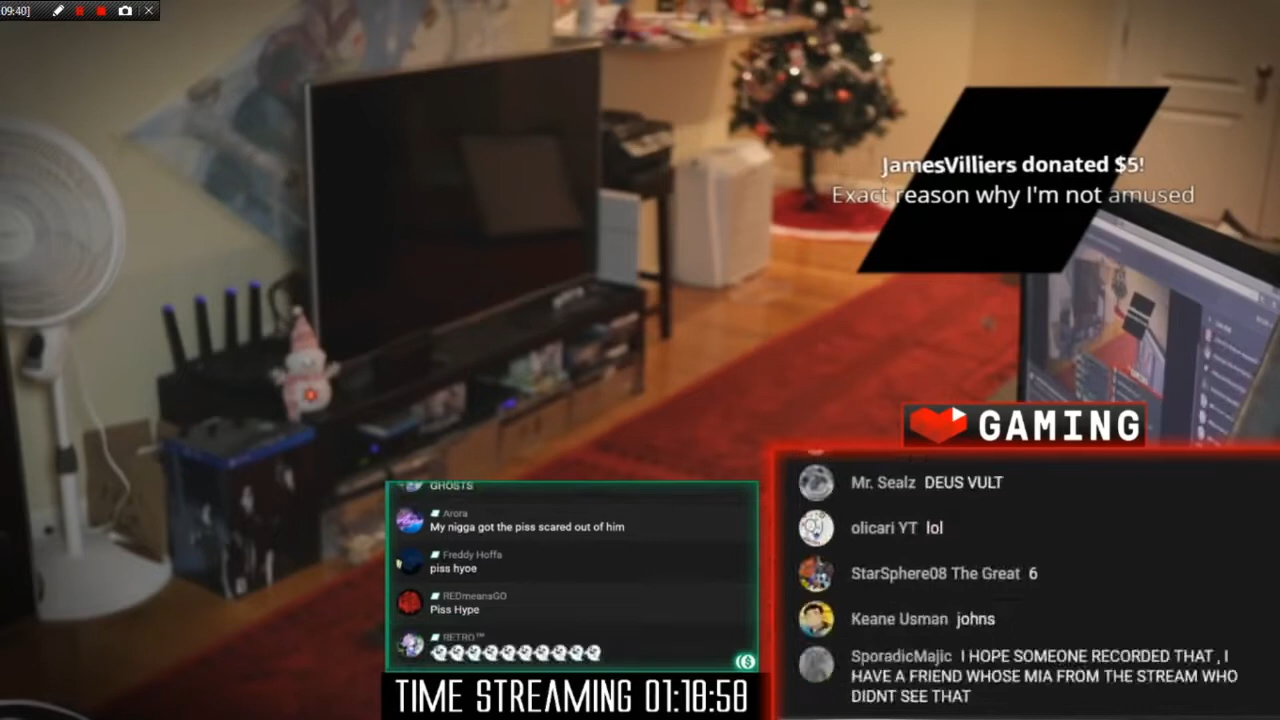 09:40]
JamesVilliers donated $5!
Exact reason why I'm not amused
GAMING
Mr. Sealz DEUS VULT
olicari YT lol
StarSphere08 The Great 6
Keane Usman johns
SporadicMajic I HOPE SOMEONE RECORDED THAT , I
HAVE A FRIEND WHOSE MIA FROM THE STREAM WHO
DIDNT SEE THAT
GHOSTS
Arora
My nigga got the piss scared out of him
Freddy Hoffa
piss hyoe
REDmeansGO
Piss Hype
RETRO™
TIME STREAMING 01:18:58